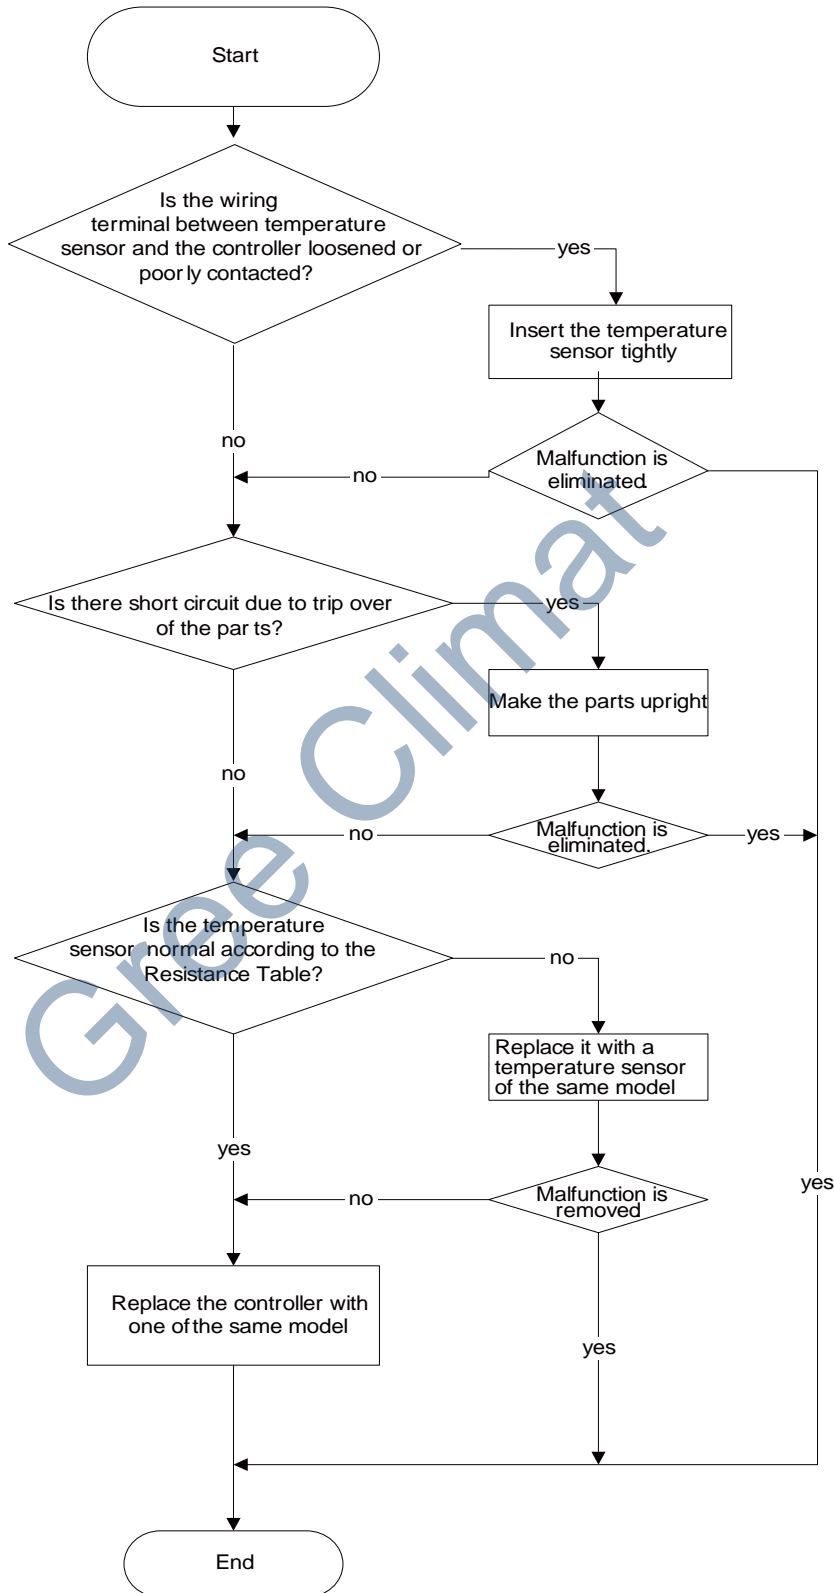 Start
Is the wiring
terminal between temperature
sensor and the controller loosened or
poorly contacted?
yes
Insert the temperature
sensor tightly
no
Malfunction is
eliminated.
no
Is there short circuit due to trip over
of the parts?
yes
Make the parts upright
no
Malfunction is
eliminated.
no
yes
Is the temperature
sensor normal according to the
Resistance Table?
no
Replace it with a
temperature sensor
of the same model
yes
Malfunction is
removed
no
yes
Replace the controller with
one of the same model
yes
End
Gree Climat